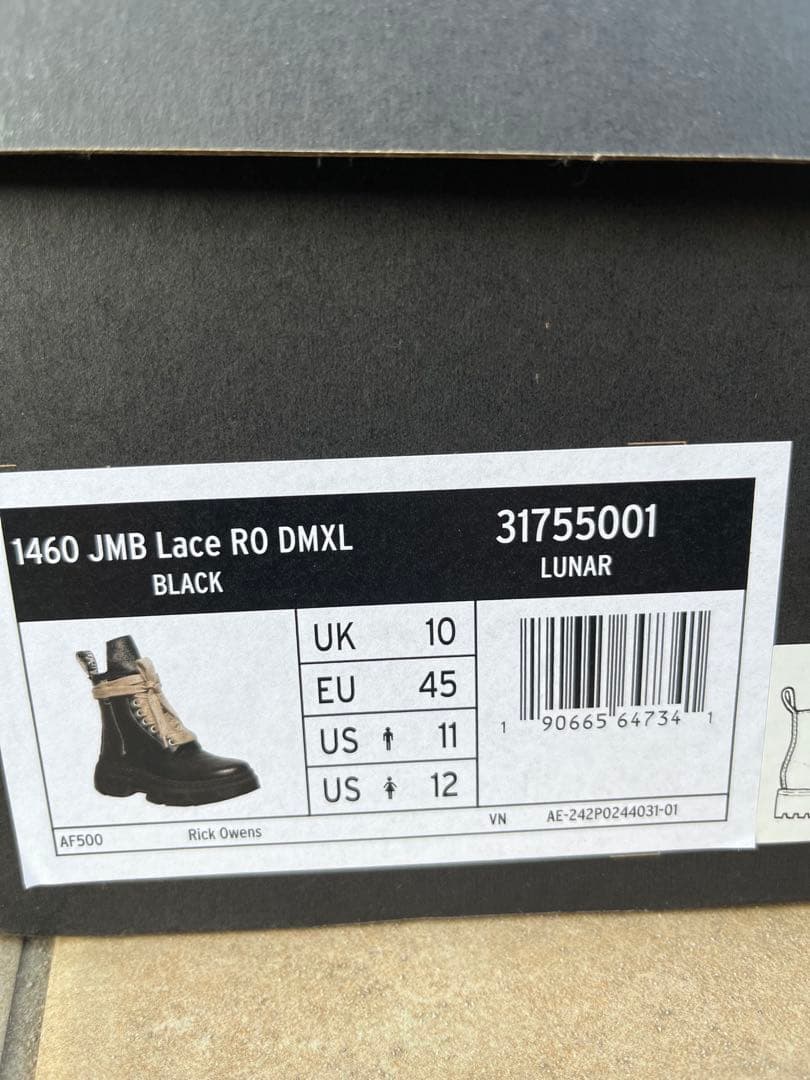 1460 JMB Lace RO DMXL
BLACK
31755001
LUNAR
UK 10
EU 45
US 11
US 12
1 90665 64734 1
AF500
Rick Owens
VN
AE-242P0244031-01